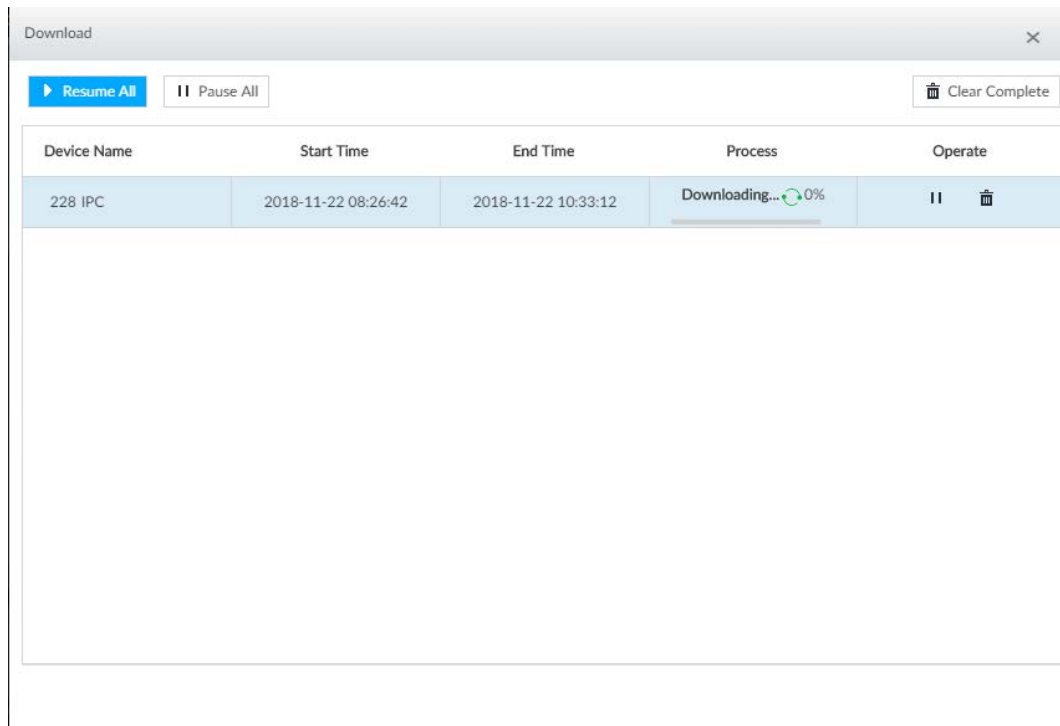 Download
Resume All Pause All Clear Complete
Device Name Start Time End Time Process Operate
228 IPC 2018-11-22 08:26:42 2018-11-22 10:33:12 Downloading... 0%